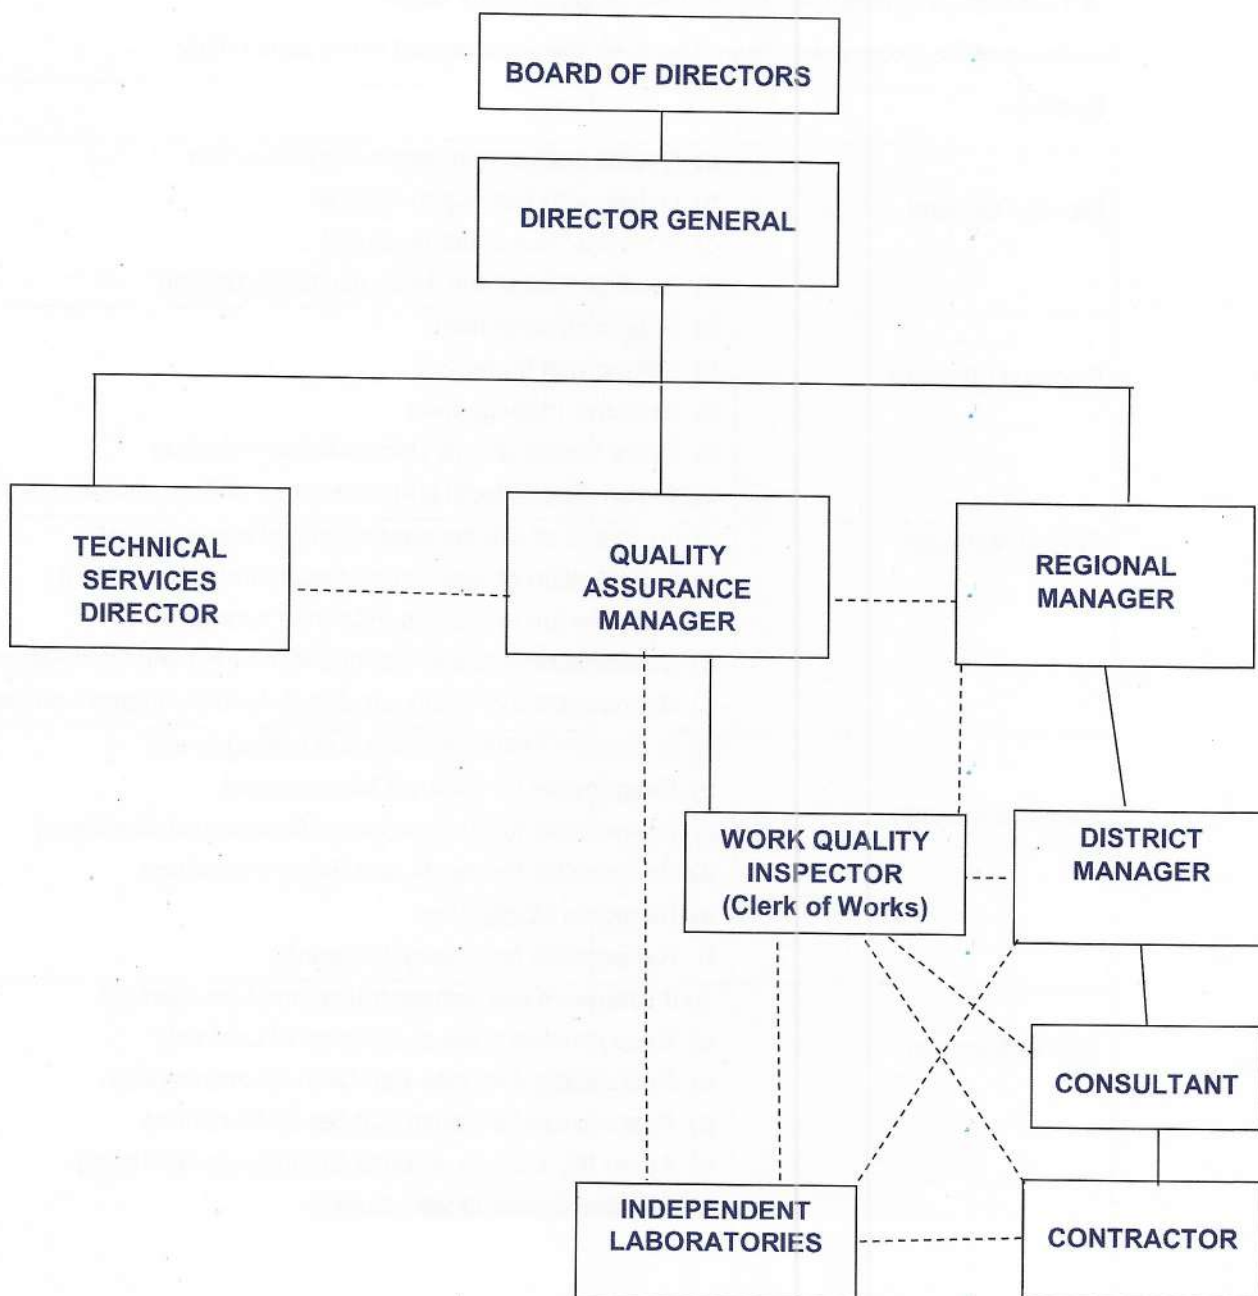 BOARD OF DIRECTORS
DIRECTOR GENERAL
TECHNICAL
SERVICES
DIRECTOR
QUALITY
ASSURANCE
MANAGER
REGIONAL
MANAGER
WORK QUALITY
INSPECTOR
(Clerk of Works)
DISTRICT
MANAGER
CONSULTANT
INDEPENDENT
LABORATORIES
CONTRACTOR